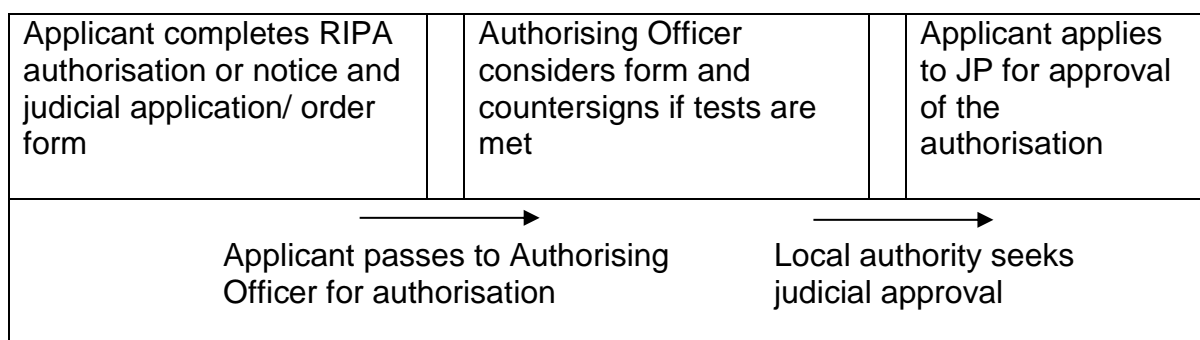 Applicant completes RIPA
authorisation or notice and
judicial application/ order
form
Authorising Officer
considers form and
countersigns if tests are
met
Applicant applies
to JP for approval
of the
authorisation
Applicant passes to Authorising
Officer for authorisation
Local authority seeks
judicial approval